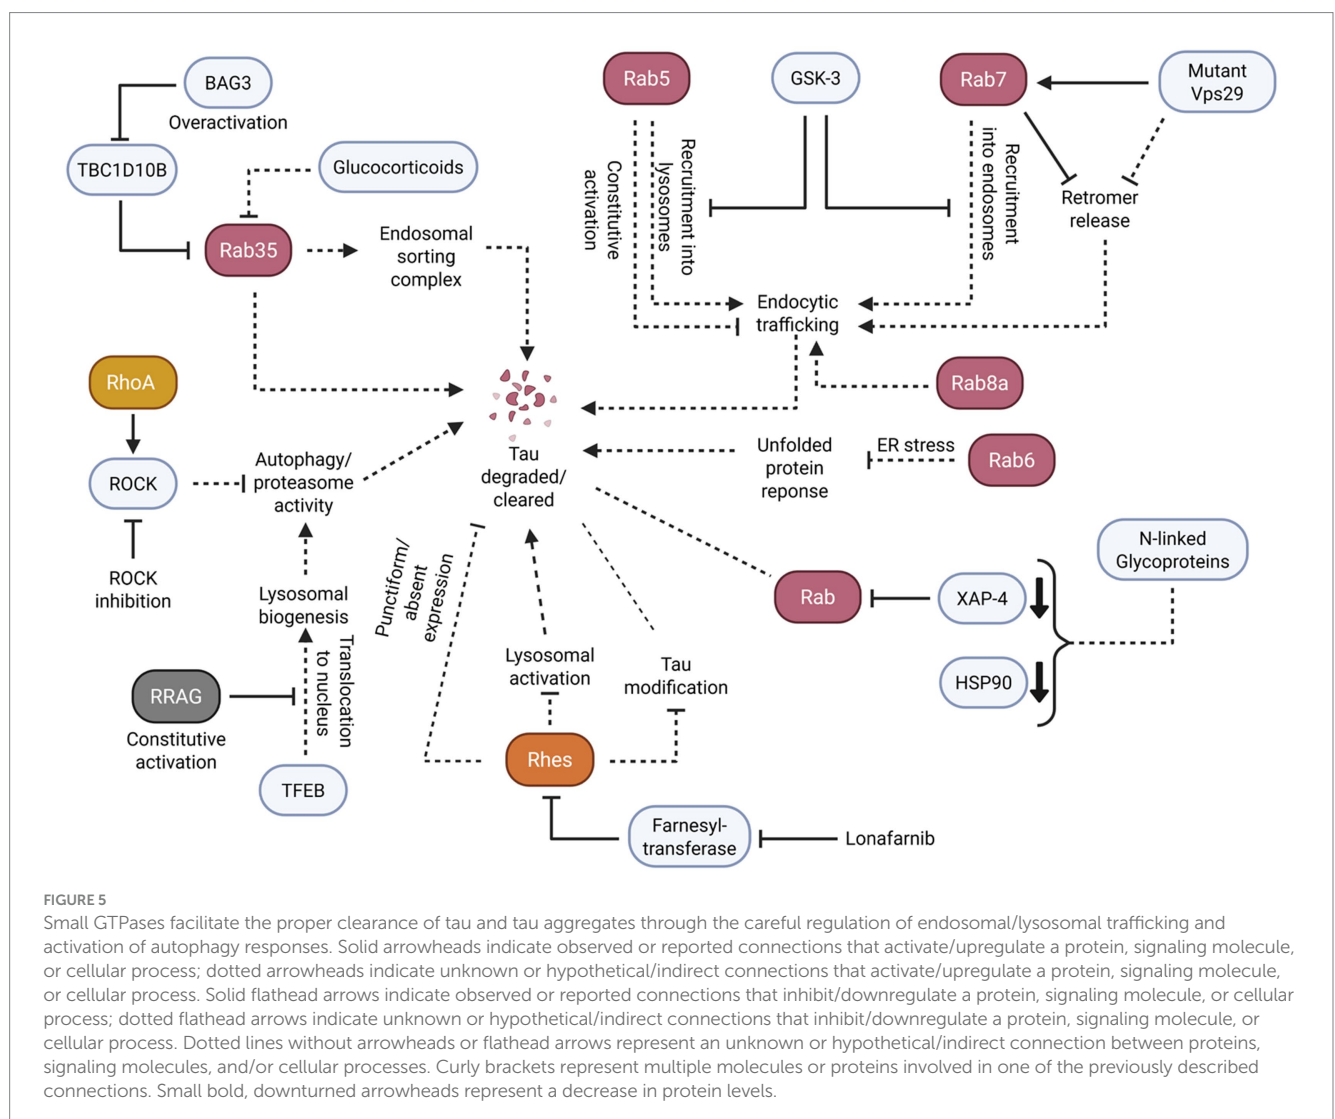 BAG3
Overactivation
TBC1D10B
Glucocorticoids
Rab35
Endosomal
sorting
complex
Rab5
GSK-3
Rab7
Mutant
Vps29
Constitutive
activation
Recruitment into
lysosomes
Recruitment
into endosomes
Retromer
release
Endocytic
trafficking
Rab8a
RhoA
ROCK
ROCK
inhibition
Autophagy/
proteasome
activity
Tau
degraded/
cleared
Unfolded
protein
reponse
ER stress
Rab6
N-linked
Glycoproteins
Rab
XAP-4
HSP90
Lysosomal
biogenesis
Translocation
to nucleus
RRAG
Constitutive
activation
TFEB
Punctiform/
absent
expression
Lysosomal
activation
Tau
modification
Rhes
Farnesyl-
transferase
Lonafarnib
FIGURE 5
Small GTPases facilitate the proper clearance of tau and tau aggregates through the careful regulation of endosomal/lysosomal trafficking and
activation of autophagy responses. Solid arrowheads indicate observed or reported connections that activate/upregulate a protein, signaling molecule,
or cellular process; dotted arrowheads indicate unknown or hypothetical/indirect connections that activate/upregulate a protein, signaling molecule,
or cellular process. Solid flathead arrows indicate observed or reported connections that inhibit/downregulate a protein, signaling molecule, or cellular
process; dotted flathead arrows indicate unknown or hypothetical/indirect connections that inhibit/downregulate a protein, signaling molecule, or
cellular process. Dotted lines without arrowheads or flathead arrows represent an unknown or hypothetical/indirect connection between proteins,
signaling molecules, and/or cellular processes. Curly brackets represent multiple molecules or proteins involved in one of the previously described
connections. Small bold, downturned arrowheads represent a decrease in protein levels.